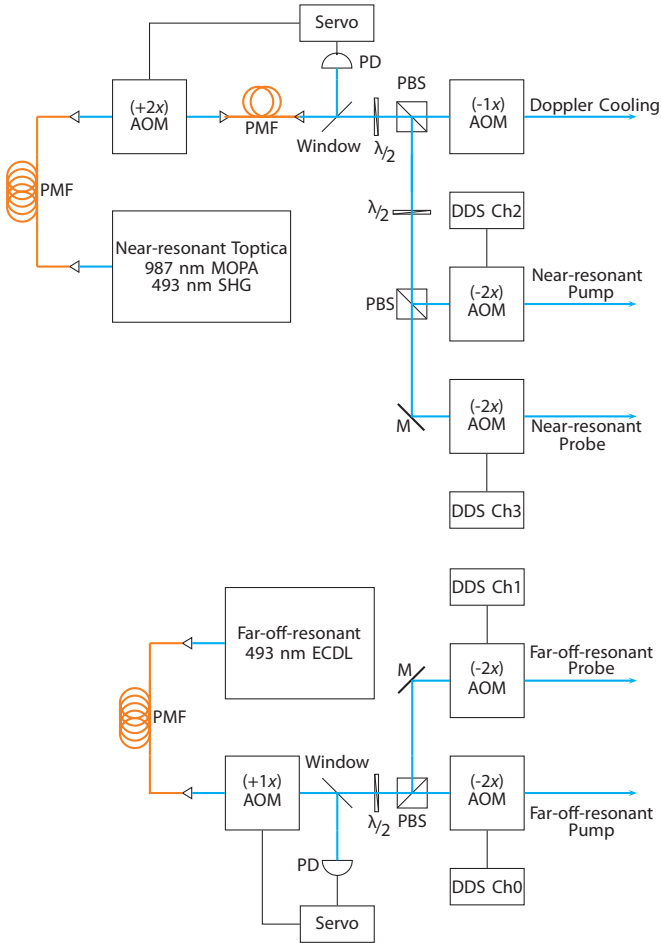 Servo
PD
(+2x)
AOM
PMF
Window
λ/2
PBS
(-1x)
AOM
Doppler Cooling
PMF
λ/2
DDS Ch2
Near-resonant Toptica
987 nm MOPA
493 nm SHG
PBS
(-2x)
AOM
Near-resonant
Pump
M
(-2x)
AOM
Near-resonant
Probe
DDS Ch3
DDS Ch1
Far-off-resonant
493 nm ECDL
M
(-2x)
AOM
Far-off-resonant
Probe
PMF
Window
(+1x)
AOM
λ/2
PBS
(-2x)
AOM
Far-off-resonant
Pump
PD
DDS Ch0
Servo